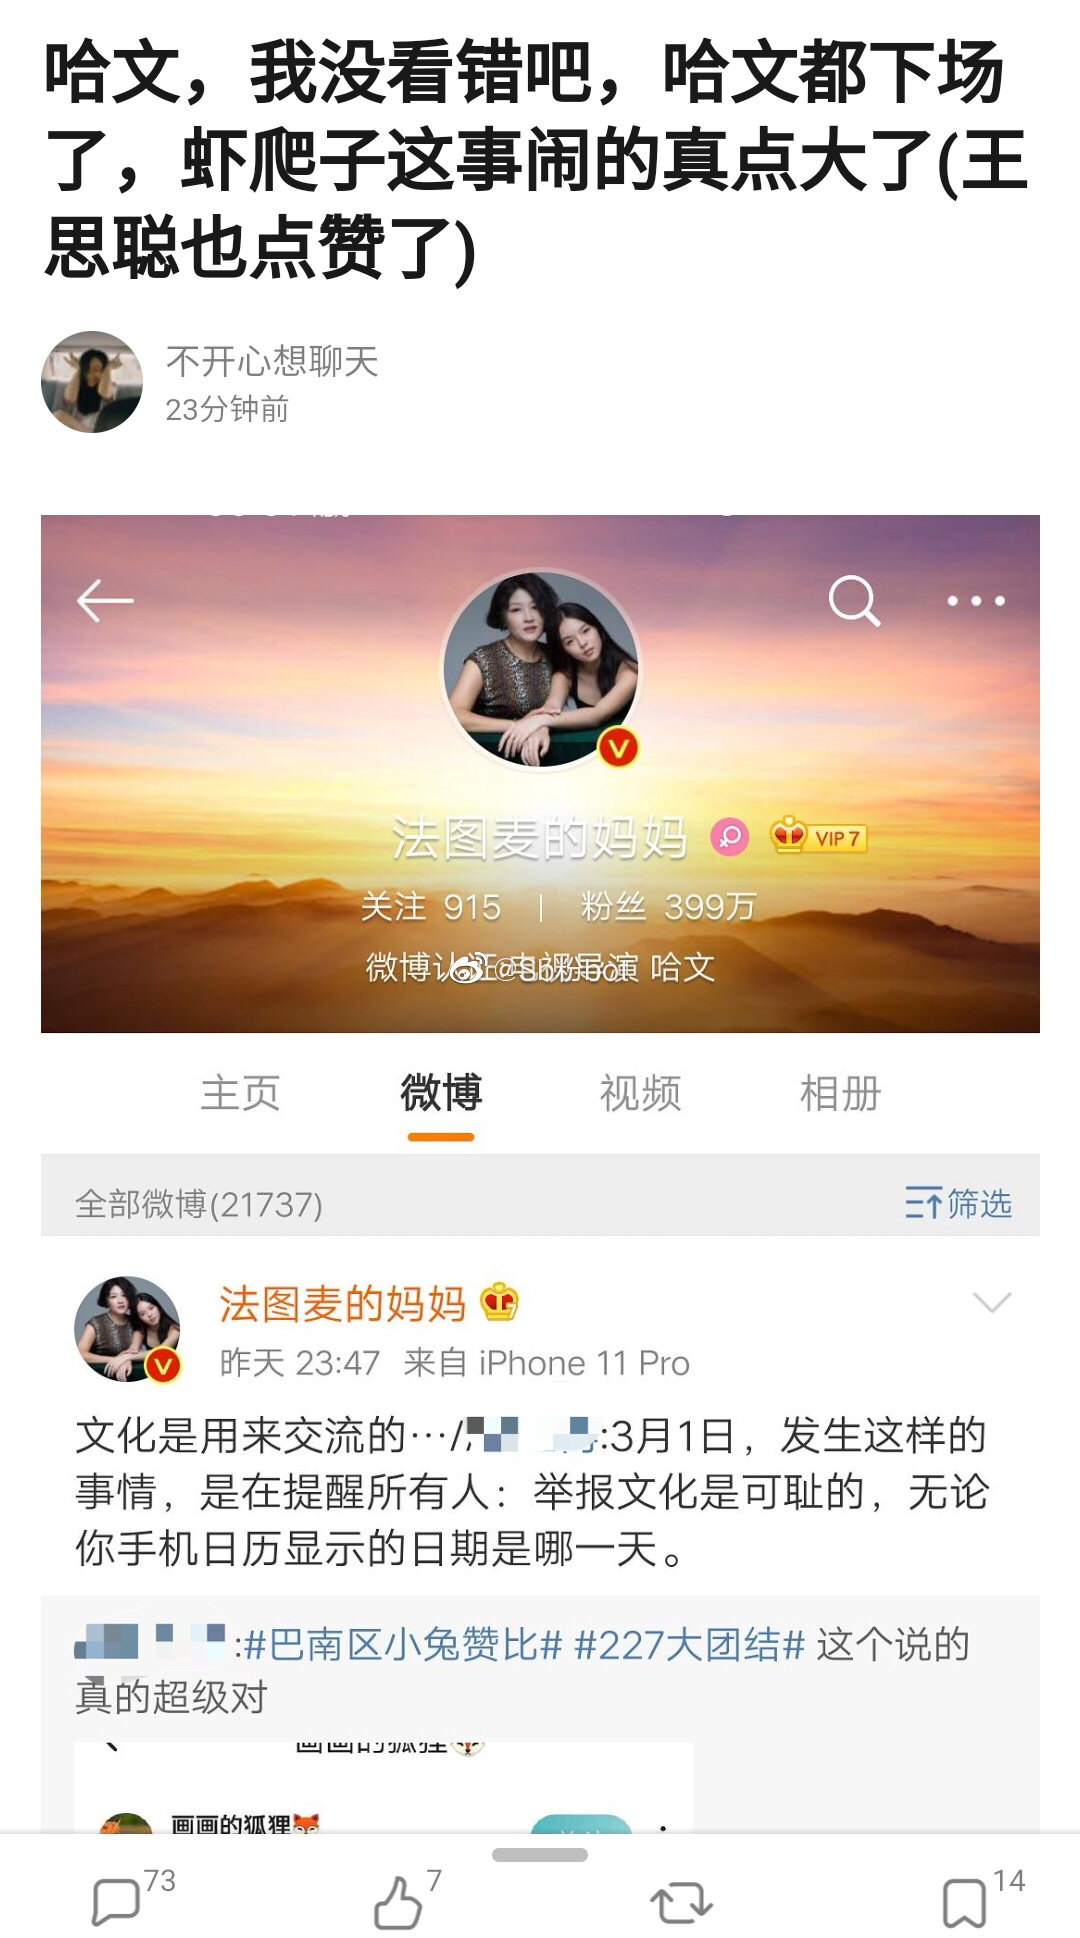 哈文，我没看错吧，哈文都下场
了，虾爬子这事闹的真点大了(王
思聪也点赞了)
不开心想聊天
23分钟前
法图麦的妈妈
VIP 7
关注 915 | 粉丝 399万
微博认证 电视导演 哈文
主页 微博 视频 相册
全部微博(21737)
筛选
法图麦的妈妈
昨天 23:47 来自 iPhone 11 Pro
文化是用来交流的…//:3月1日，发生这样的
事情，是在提醒所有人：举报文化是可耻的，无论
你手机日历显示的日期是哪一天。
:#巴南区小兔赞比# #227大团结# 这个说的
真的超级对
画画的狐狸
画画的狐狸
73
7
14